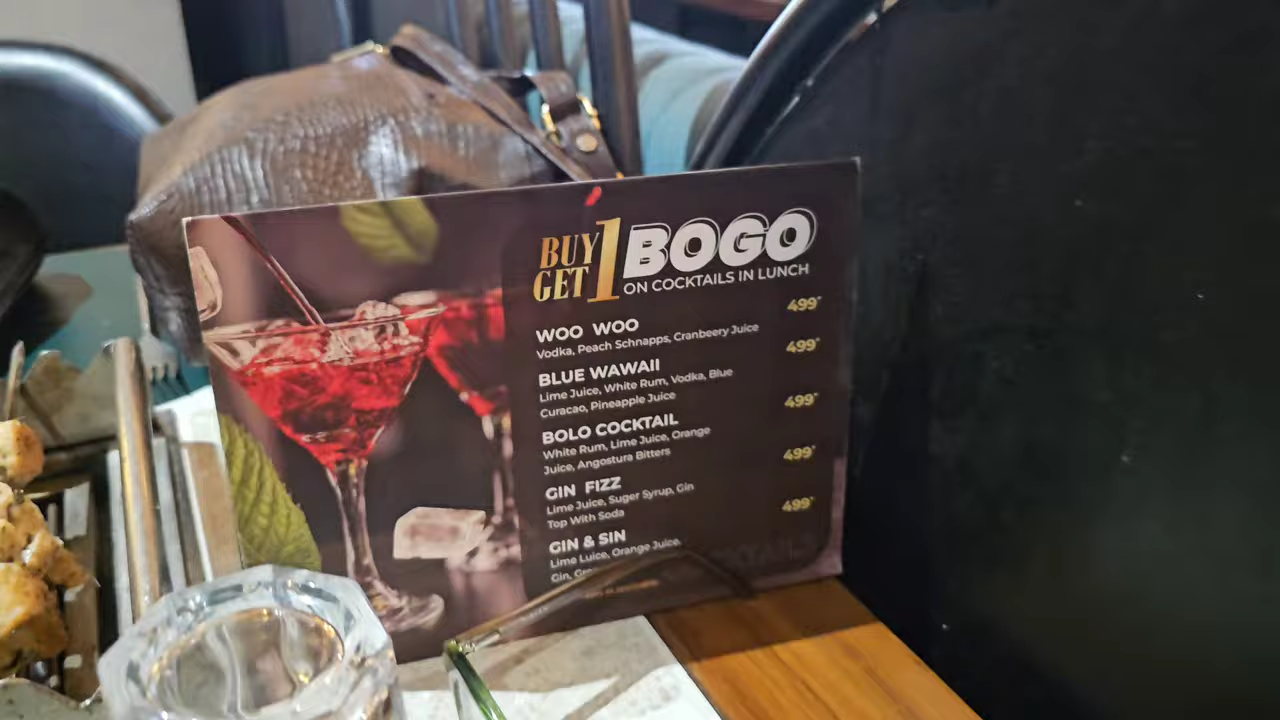 BUY 1 BOGO
GET
ON COCKTAILS IN LUNCH
499*
WOO WOO
Vodka, Peach Schnapps, Cranbeery Juice
499*
BLUE WAWAII
Lime Juice, White Rum, Vodka, Blue
Curacao, Pineapple Juice
499*
BOLO COCKTAIL
White Rum, Lime Juice, Orange
Juice, Angostura Bitters
499*
GIN FIZZ
Lime Juice, Suger Syrup, Gin
Top With Soda
499*
GIN & SIN
Lime Luice, Orange Juice,
Gin,